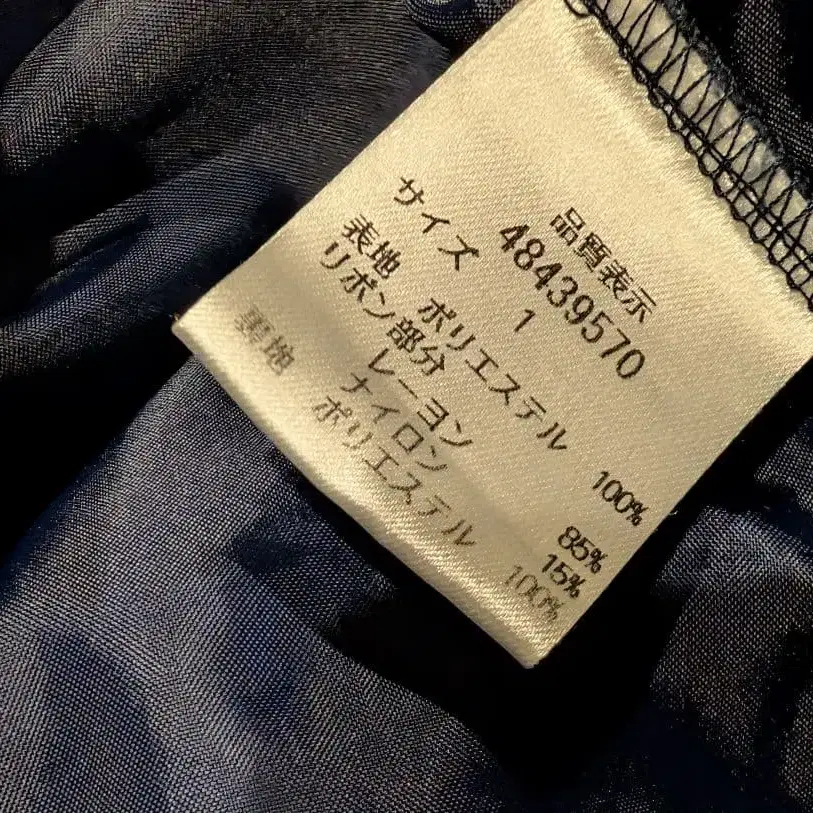 品質表示
48439570
サイズ 1
表地 ポリエステル 100%
リボン部分
レーヨン 85%
ナイロン 15%
裏地 ポリエステル 100%